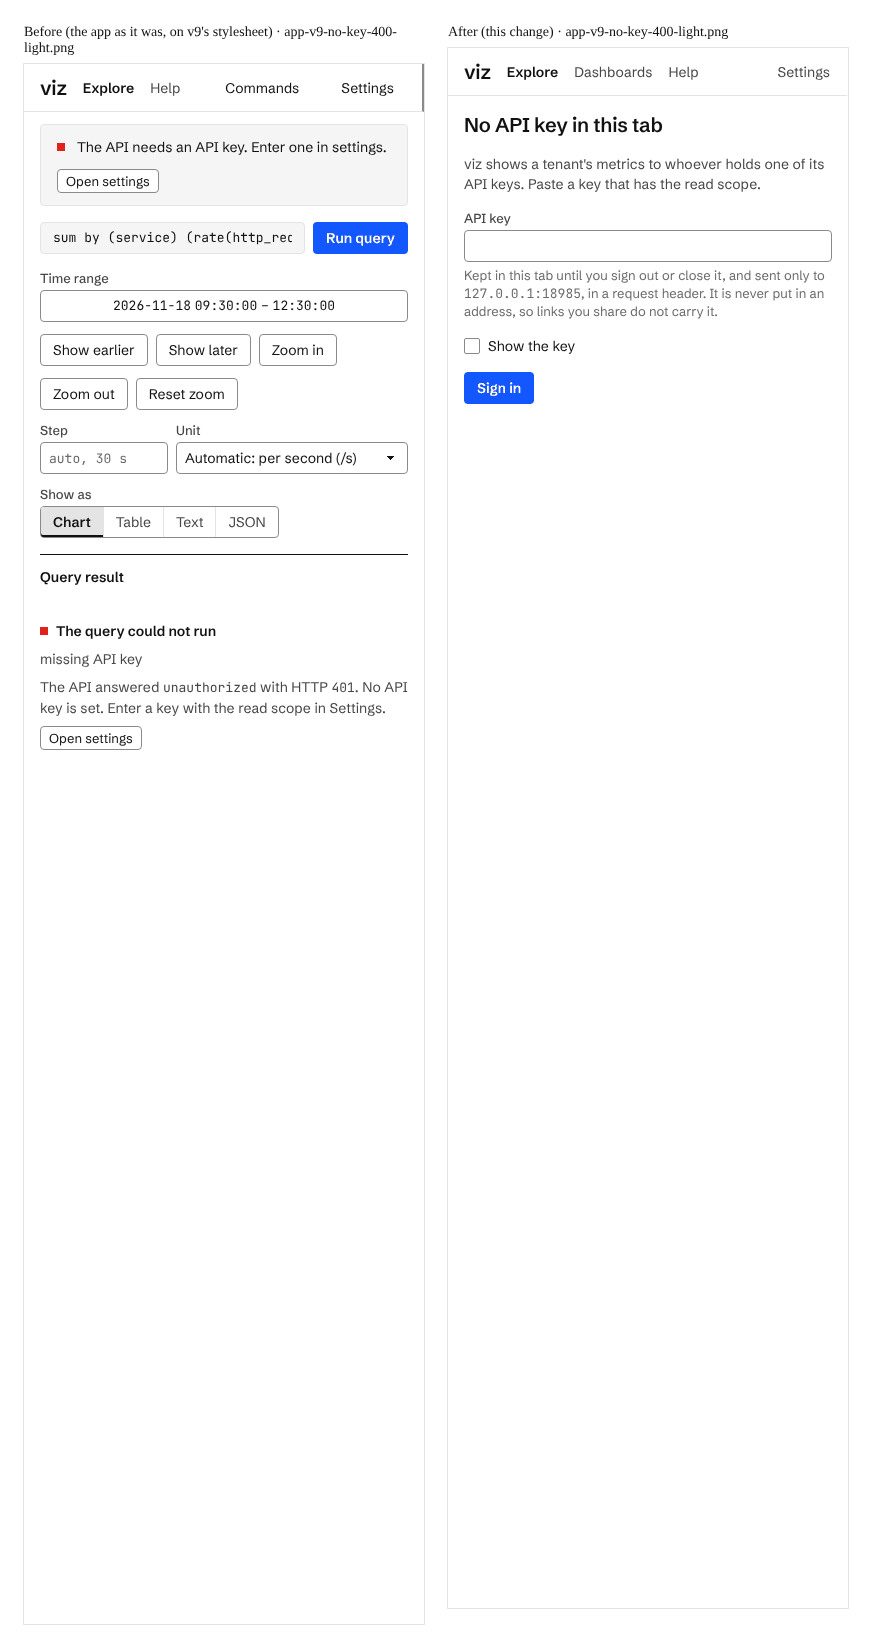 Before (the app as it was, on v9's stylesheet) · app-v9-no-key-400-
light.png
viz Explore Help Commands Settings
The API needs an API key. Enter one in settings.
Open settings
sum by (service) (rate(http_req Run query
Time range
2026-11-18 09:30:00 – 12:30:00
Show earlier Show later Zoom in
Zoom out Reset zoom
Step Unit
auto, 30 s Automatic: per second (/s)
Show as
Chart Table Text JSON
Query result
The query could not run
missing API key
The API answered unauthorized with HTTP 401. No API
key is set. Enter a key with the read scope in Settings.
Open settings
After (this change) · app-v9-no-key-400-light.png
viz Explore Dashboards Help Settings
No API key in this tab
viz shows a tenant's metrics to whoever holds one of its
API keys. Paste a key that has the read scope.
API key
Kept in this tab until you sign out or close it, and sent only to
127.0.0.1:18985, in a request header. It is never put in an
address, so links you share do not carry it.
Show the key
Sign in